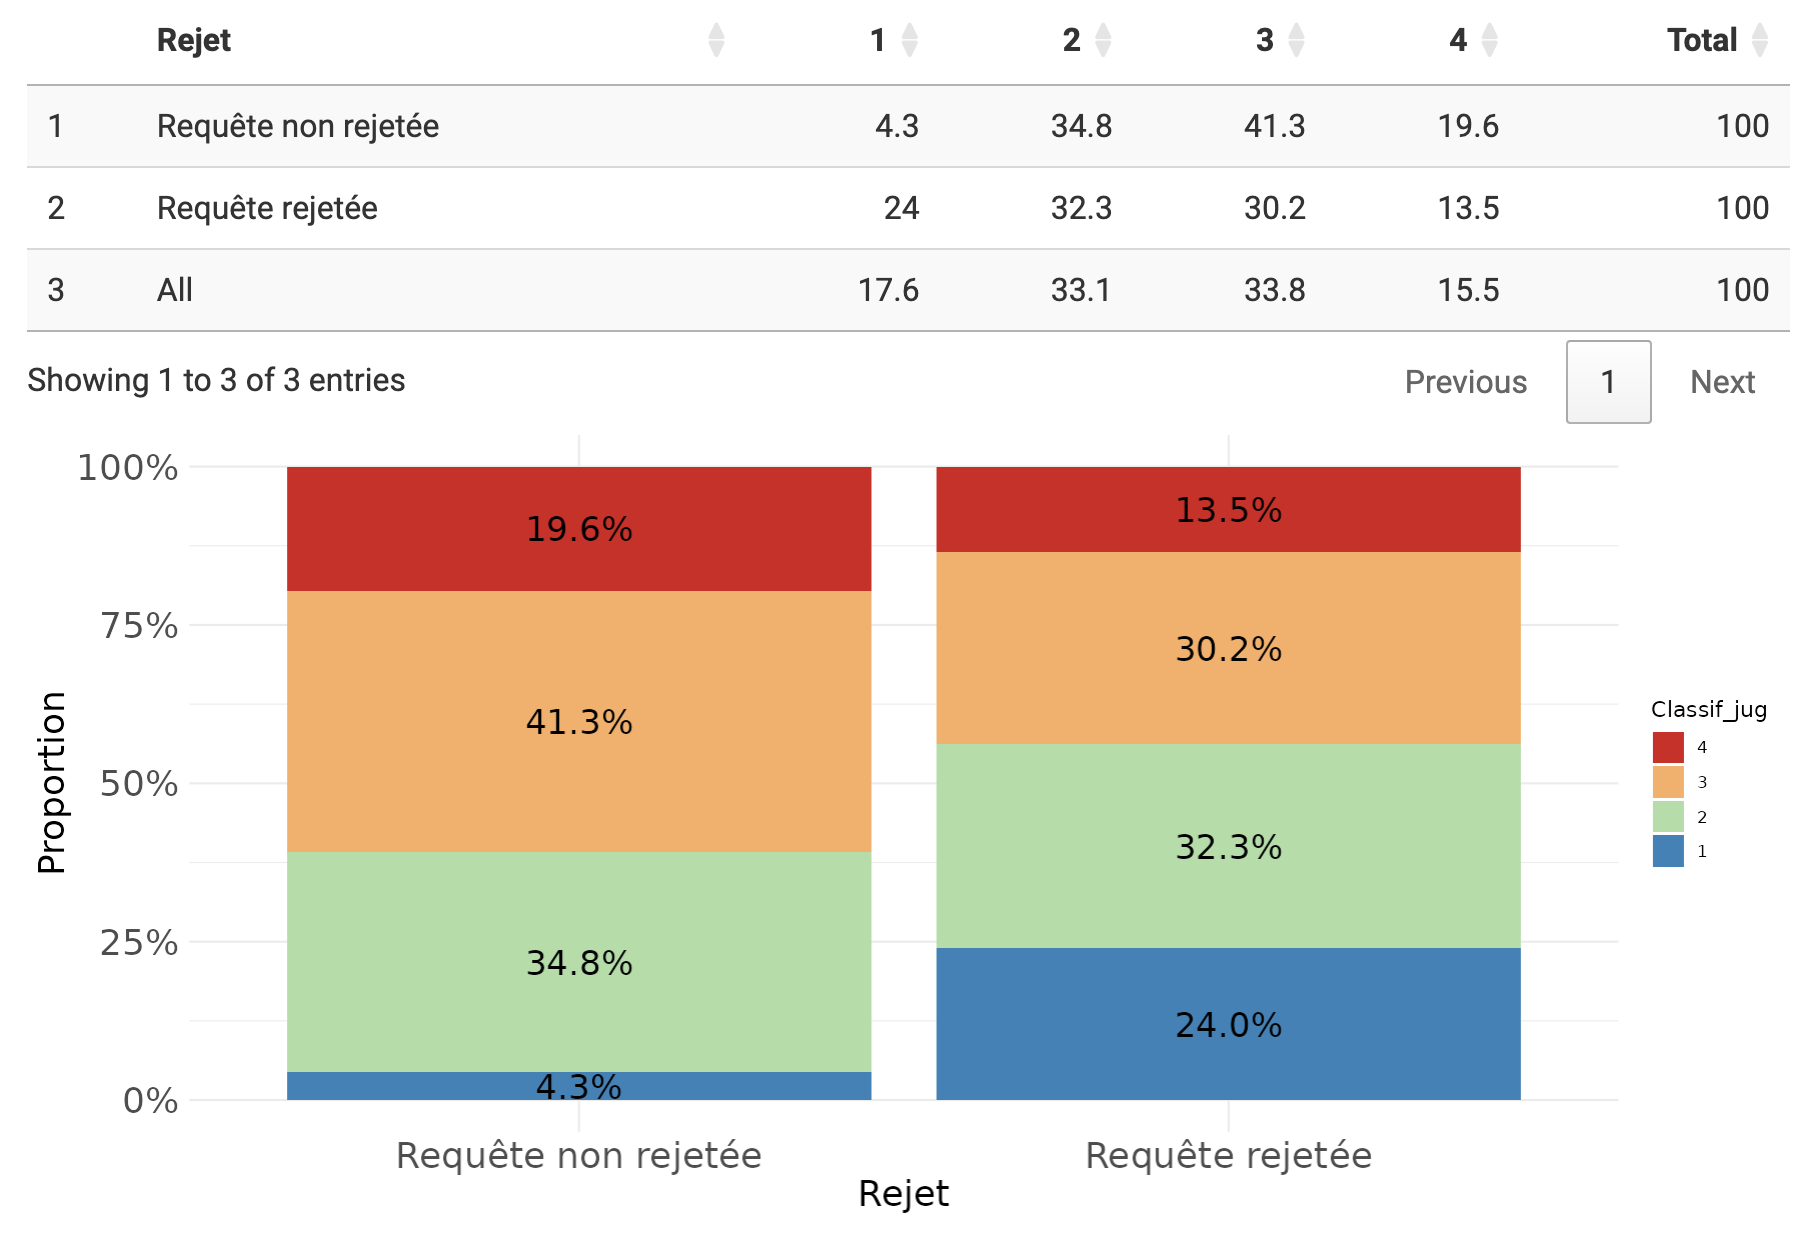 Rejet 1 2 3 4 Total
1 Requête non rejetée 4.3 34.8 41.3 19.6 100
2 Requête rejetée 24 32.3 30.2 13.5 100
3 All 17.6 33.1 33.8 15.5 100
Showing 1 to 3 of 3 entries Previous 1 Next
100%
75%
50%
25%
0%
Proportion
19.6%
41.3%
34.8%
4.3%
13.5%
30.2%
32.3%
24.0%
Requête non rejetée Requête rejetée
Rejet
Classif_jug
4
3
2
1